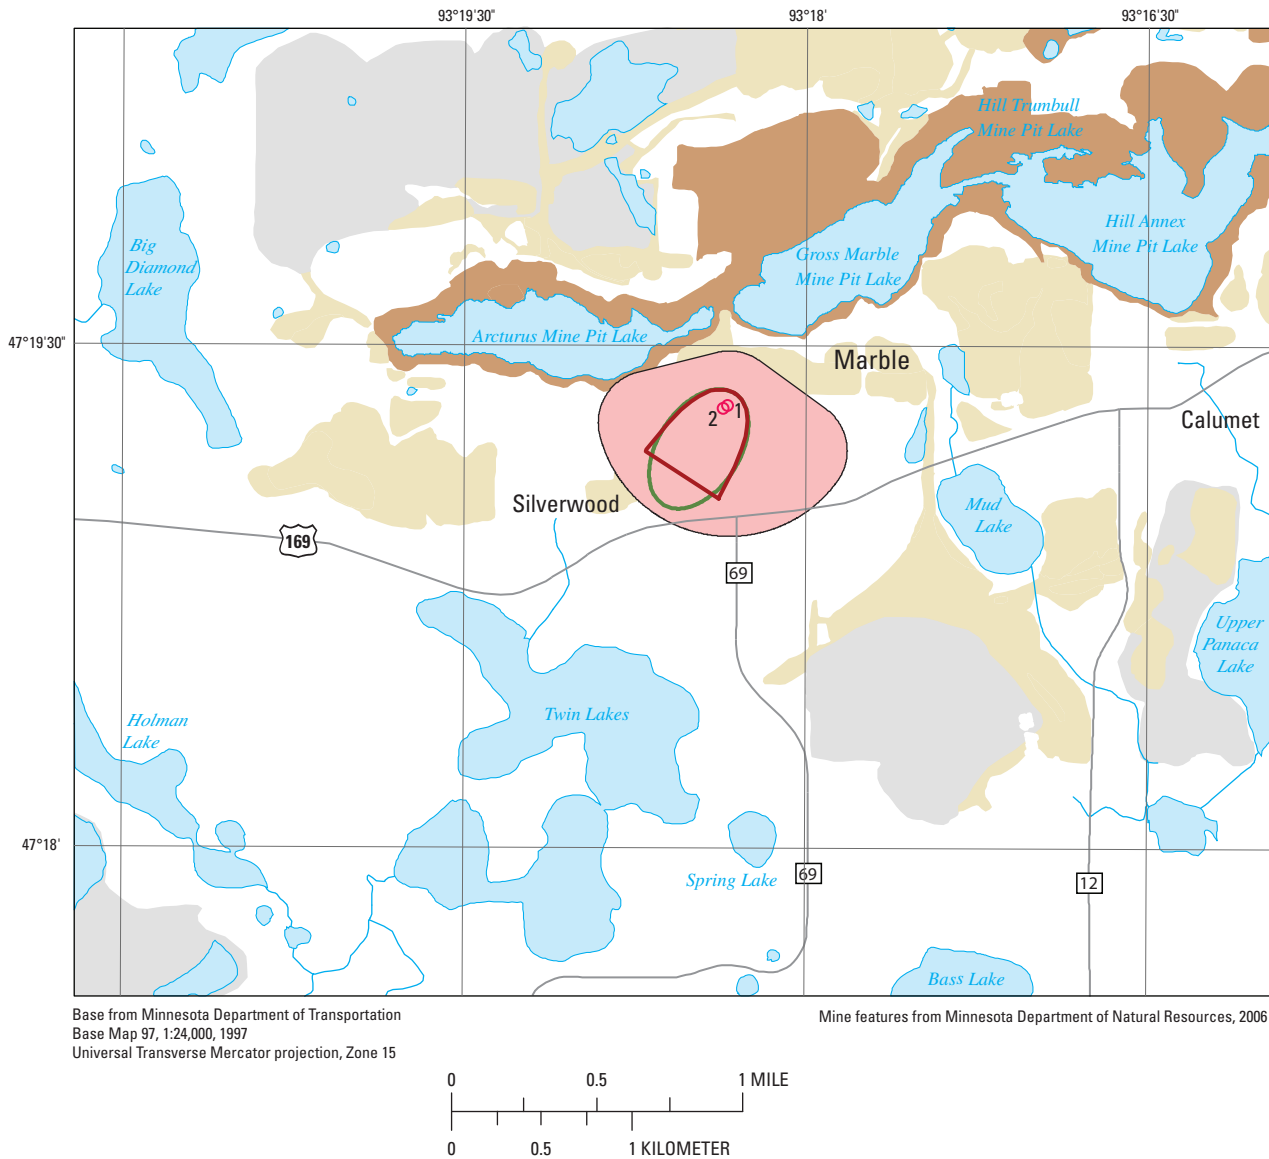 93°19'30"
93°18'
93°16'30"
Hill Trumbull
Mine Pit Lake
Hill Annex
Mine Pit Lake
Big
Diamond
Lake
Gross Marble
Mine Pit Lake
Arcturus Mine Pit Lake
47°19'30"
Marble
Calumet
2
1
Silverwood
Mud
Lake
169
69
Upper
Panaca
Lake
Holman
Lake
Twin Lakes
47°18'
Spring Lake
69
12
Bass Lake
Base from Minnesota Department of Transportation
Base Map 97, 1:24,000, 1997
Universal Transverse Mercator projection, Zone 15
Mine features from Minnesota Department of Natural Resources, 2006
0 0.5 1 MILE
0 0.5 1 KILOMETER